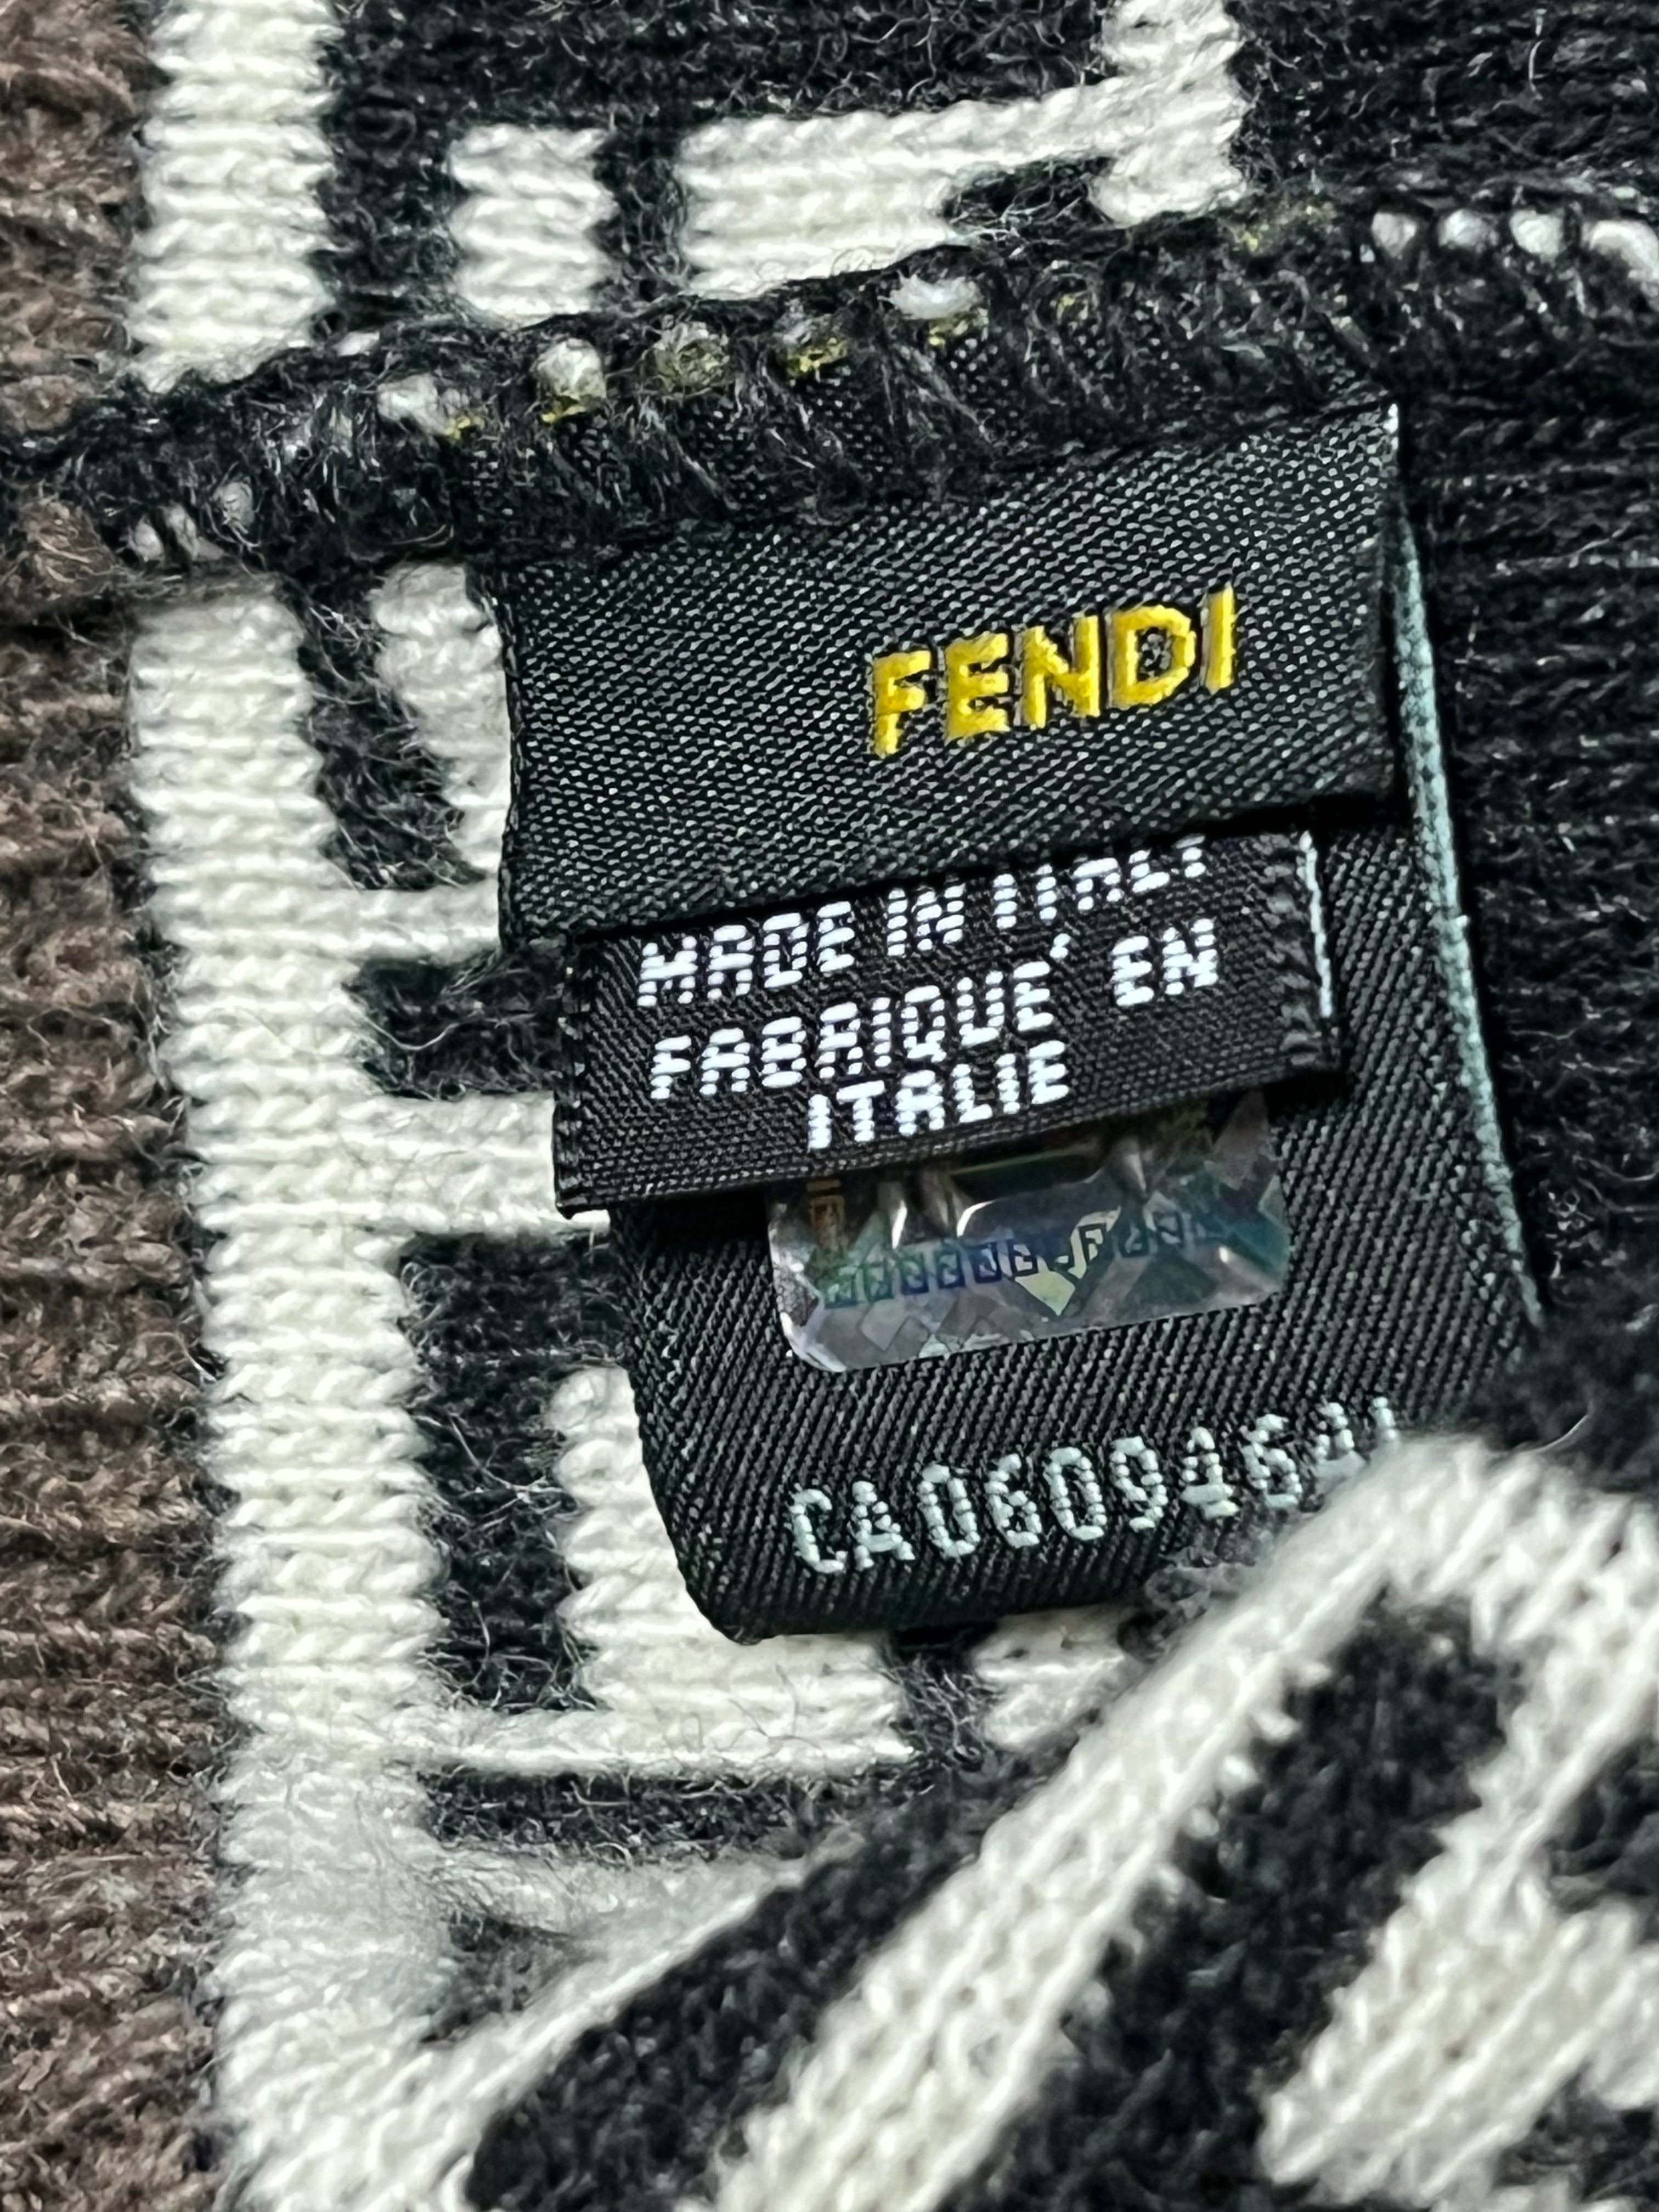 FENDI
MADE IN ITALY
FABRIQUE' EN
ITALIE